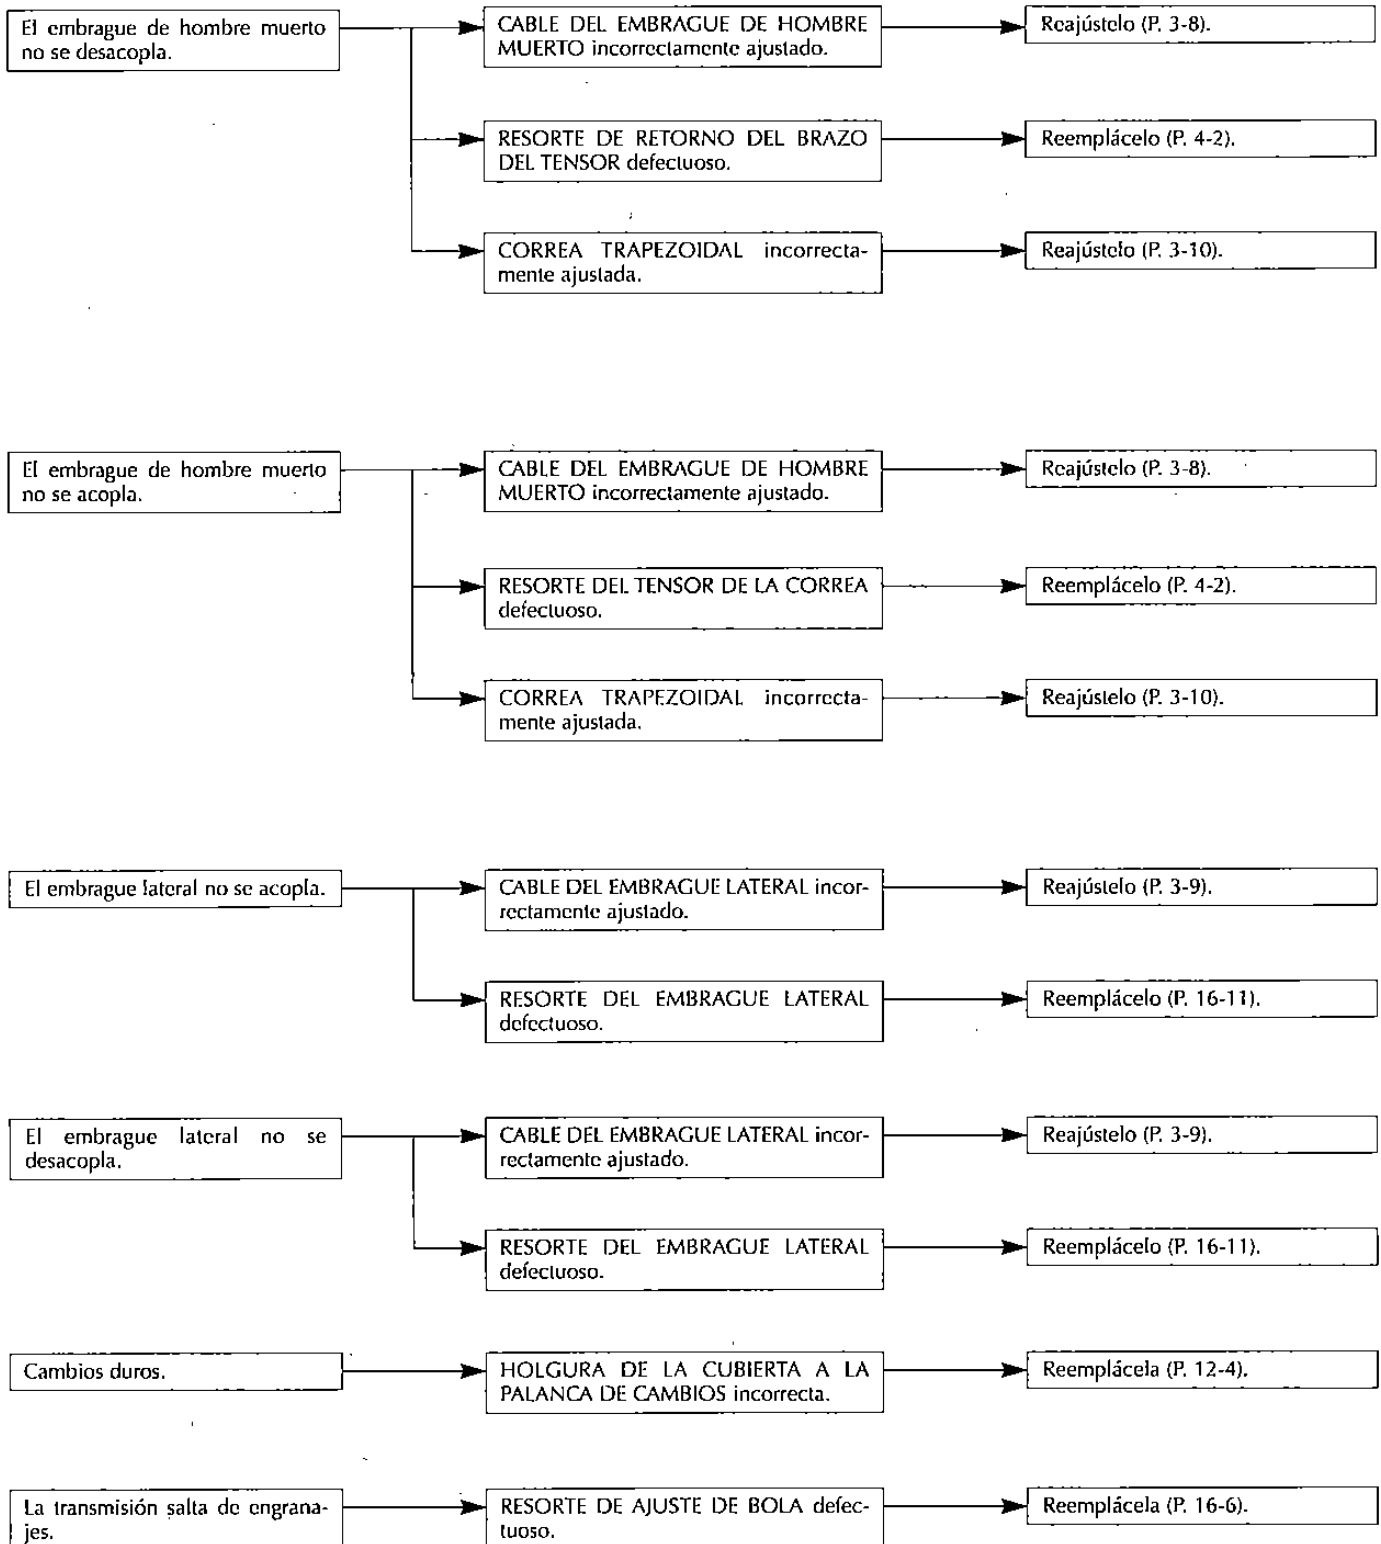 El embrague de hombre muerto
no se desacopla.
CABLE DEL EMBRAGUE DE HOMBRE
MUERTO incorrectamente ajustado.
Reajústelo (P. 3-8).
RESORTE DE RETORNO DEL BRAZO
DEL TENSOR defectuoso.
Reemplácelo (P. 4-2).
CORREA TRAPEZOIDAL incorrecta-
mente ajustada.
Reajústelo (P. 3-10).
El embrague de hombre muerto
no se acopla.
CABLE DEL EMBRAGUE DE HOMBRE
MUERTO incorrectamente ajustado.
Reajústelo (P. 3-8).
RESORTE DEL TENSOR DE LA CORREA
defectuoso.
Reemplácelo (P. 4-2).
CORREA TRAPEZOIDAL incorrecta-
mente ajustada.
Reajústelo (P. 3-10).
El embrague lateral no se acopla.
CABLE DEL EMBRAGUE LATERAL incor-
rectamente ajustado.
Reajústelo (P. 3-9).
RESORTE DEL EMBRAGUE LATERAL
defectuoso.
Reemplácelo (P. 16-11).
El embrague lateral no se
desacopla.
CABLE DEL EMBRAGUE LATERAL incor-
rectamente ajustado.
Reajústelo (P. 3-9).
RESORTE DEL EMBRAGUE LATERAL
defectuoso.
Reemplácelo (P. 16-11).
Cambios duros.
HOLGURA DE LA CUBIERTA A LA
PALANCA DE CAMBIOS incorrecta.
Reemplácela (P. 12-4).
La transmisión salta de engrana-
jes.
RESORTE DE AJUSTE DE BOLA defec-
tuoso.
Reemplácela (P. 16-6).